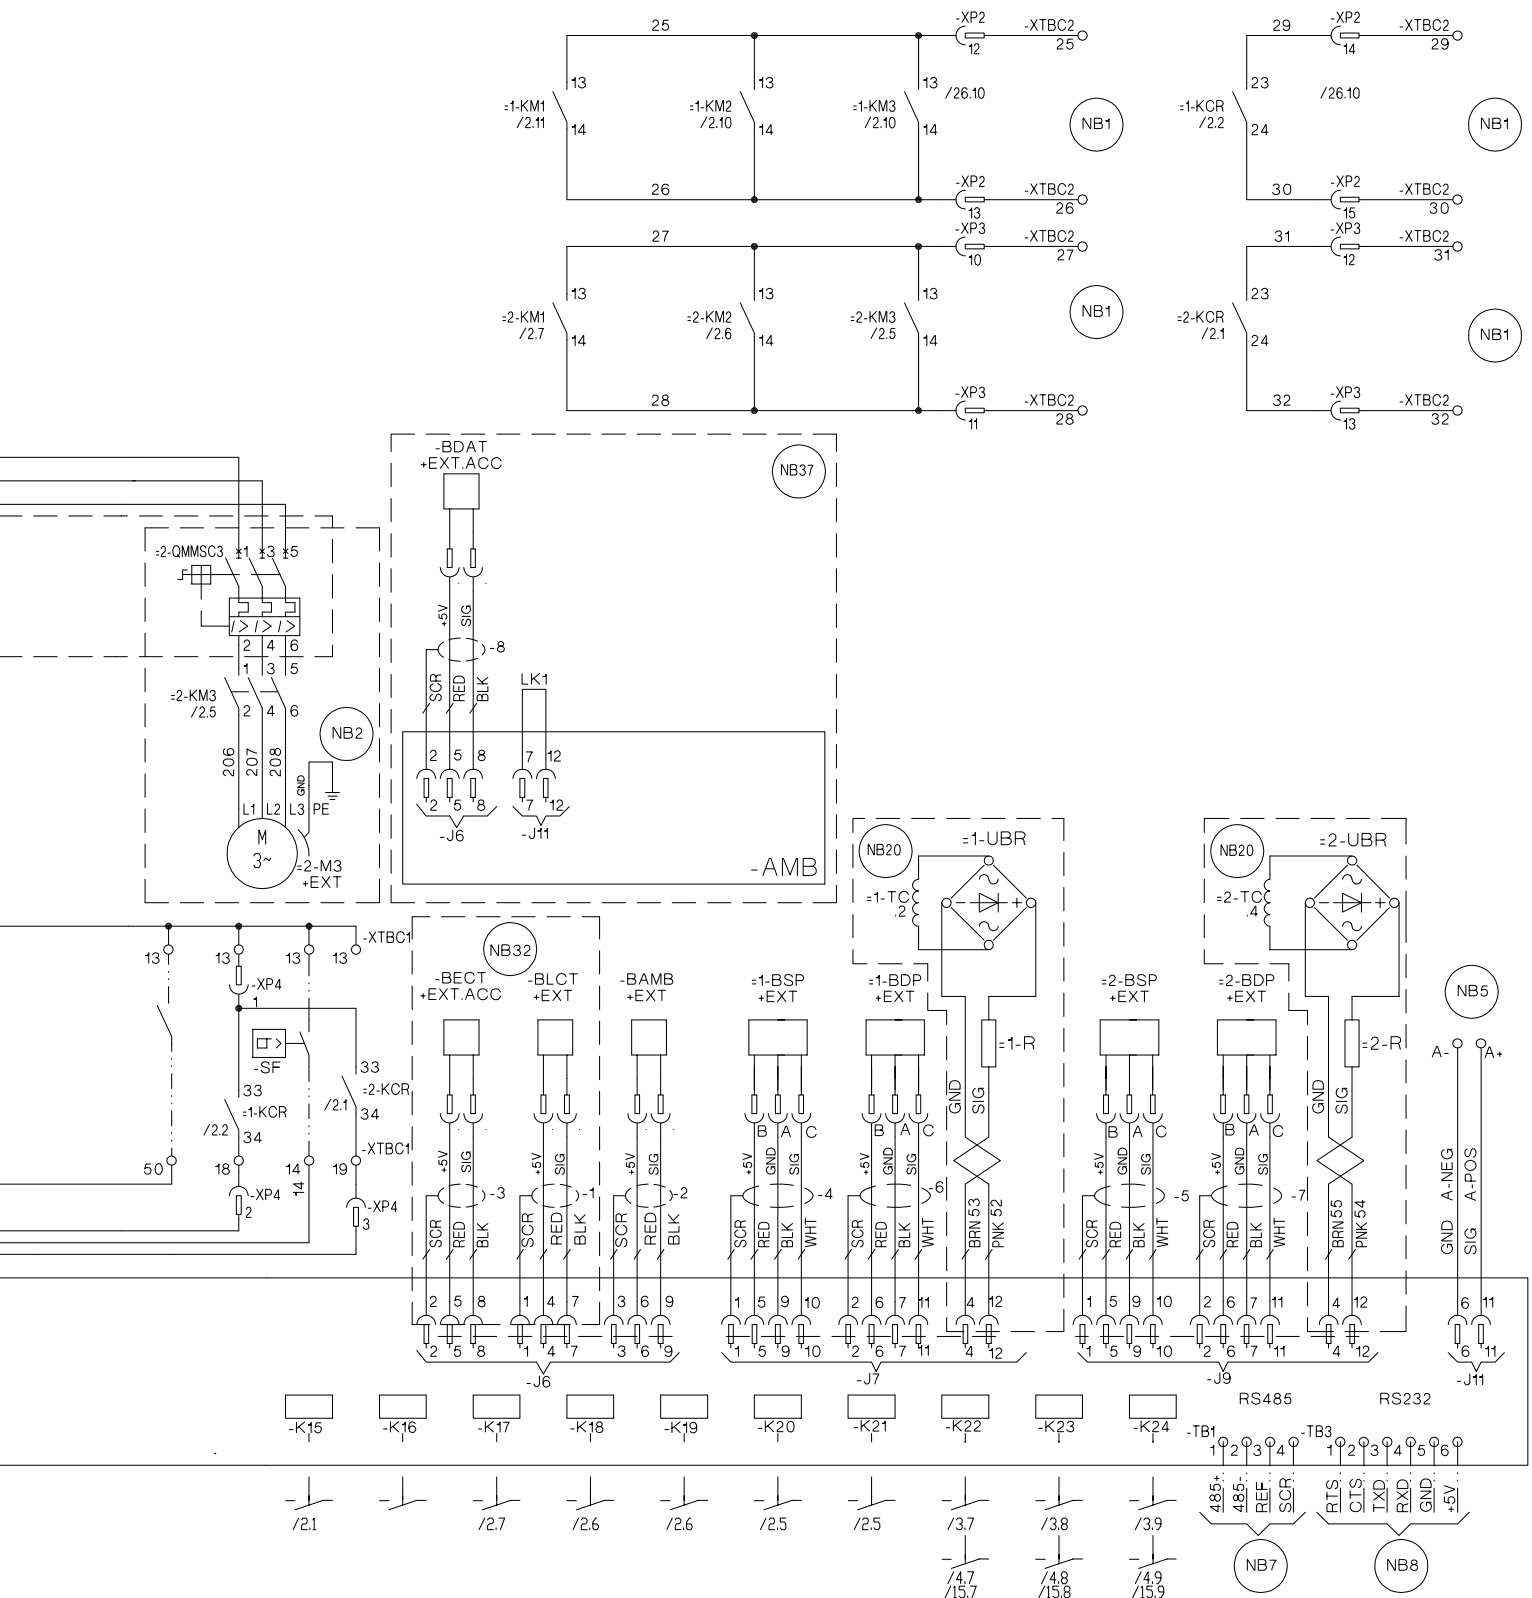 25 -XP2 -XTBC2 29 -XP2 -XTBC2
12 25 14 29
13 13 13 /26.10 23 /26.10
=1-KM1 =1-KM2 =1-KM3 =1-KCR
/2.11 /2.10 /2.10 /2.2
14 14 14 NB1 24 NB1
26 -XP2 -XTBC2 30 -XP2 -XTBC2
13 26 15 30
27 -XP3 -XTBC2 31 -XP3 -XTBC2
10 27 12 31
13 13 13 23
=2-KM1 =2-KM2 =2-KM3 NB1 =2-KCR
/2.7 /2.6 /2.5 /2.1
14 14 14 24 NB1
28 -XP3 -XTBC2 32 -XP3 -XTBC2
11 28 13 32
-BDAT
+EXT.ACC
NB37
=2-QMMSC3 1 3 5
I> I> I>
2 4 6
1 3 5
=2-KM3
/2.5
2 4 6
NB2
206 207 208 GND
L1 L2 L3 PE
M
3~
=2-M3
+EXT
+5V SIG
-8
SCR RED BLK
LK1
2 5 8 7 12
2 5 8 7 12
-J6 -J11
-AMB
NB20 =1-UBR
=1-TC
.2
- +
NB20 =2-UBR
=2-TC
.4
- +
-XTBC1
13 13 13 13
-XP4
1
-SF
33 33
=1-KCR =2-KCR
/2.2 /2.1
34 34
-XTBC1
50 18 14 19
14
-XP4 -XP4
2 3
NB32
-BECT -BLCT -BAMB =1-BSP =1-BDP =2-BSP =2-BDP
+EXT.ACC +EXT +EXT +EXT +EXT +EXT +EXT
NB5
=1-R =2-R
A- A+
GND SIG GND SIG
B A C B A C B A C B A C
+5V SIG +5V SIG +5V SIG +5V GND SIG +5V GND SIG +5V GND SIG +5V GND SIG
-3 -1 -2 -4 -6 -5 -7
SCR RED BLK SCR RED BLK SCR RED BLK SCR RED BLK WHT SCR RED BLK WHT BRN 53 PNK 52 SCR RED BLK WHT SCR RED BLK WHT BRN 55 PNK 54
GND A-NEG
SIG A-POS
2 5 8 1 4 7 3 6 9 1 5 9 10 2 6 7 11 4 12 1 5 9 10 2 6 7 11 4 12 6 11
2 5 8 1 4 7 3 6 9 1 5 9 10 2 6 7 11 4 12 1 5 9 10 2 6 7 11 4 12 6 11
-J6 -J7 -J9 -J11
RS485 RS232
-K15 -K16 -K17 -K18 -K19 -K20 -K21 -K22 -K23 -K24
-TB1 -TB3
1 2 3 4 1 2 3 4 5 6
485+ 485- REF SCR RTS CTS TXD RXD GND +5V
/2.1 /2.7 /2.6 /2.6 /2.5 /2.5 /3.7 /3.8 /3.9
NB7 NB8
/4.7 /4.8 /4.9
/15.7 /15.8 /15.9